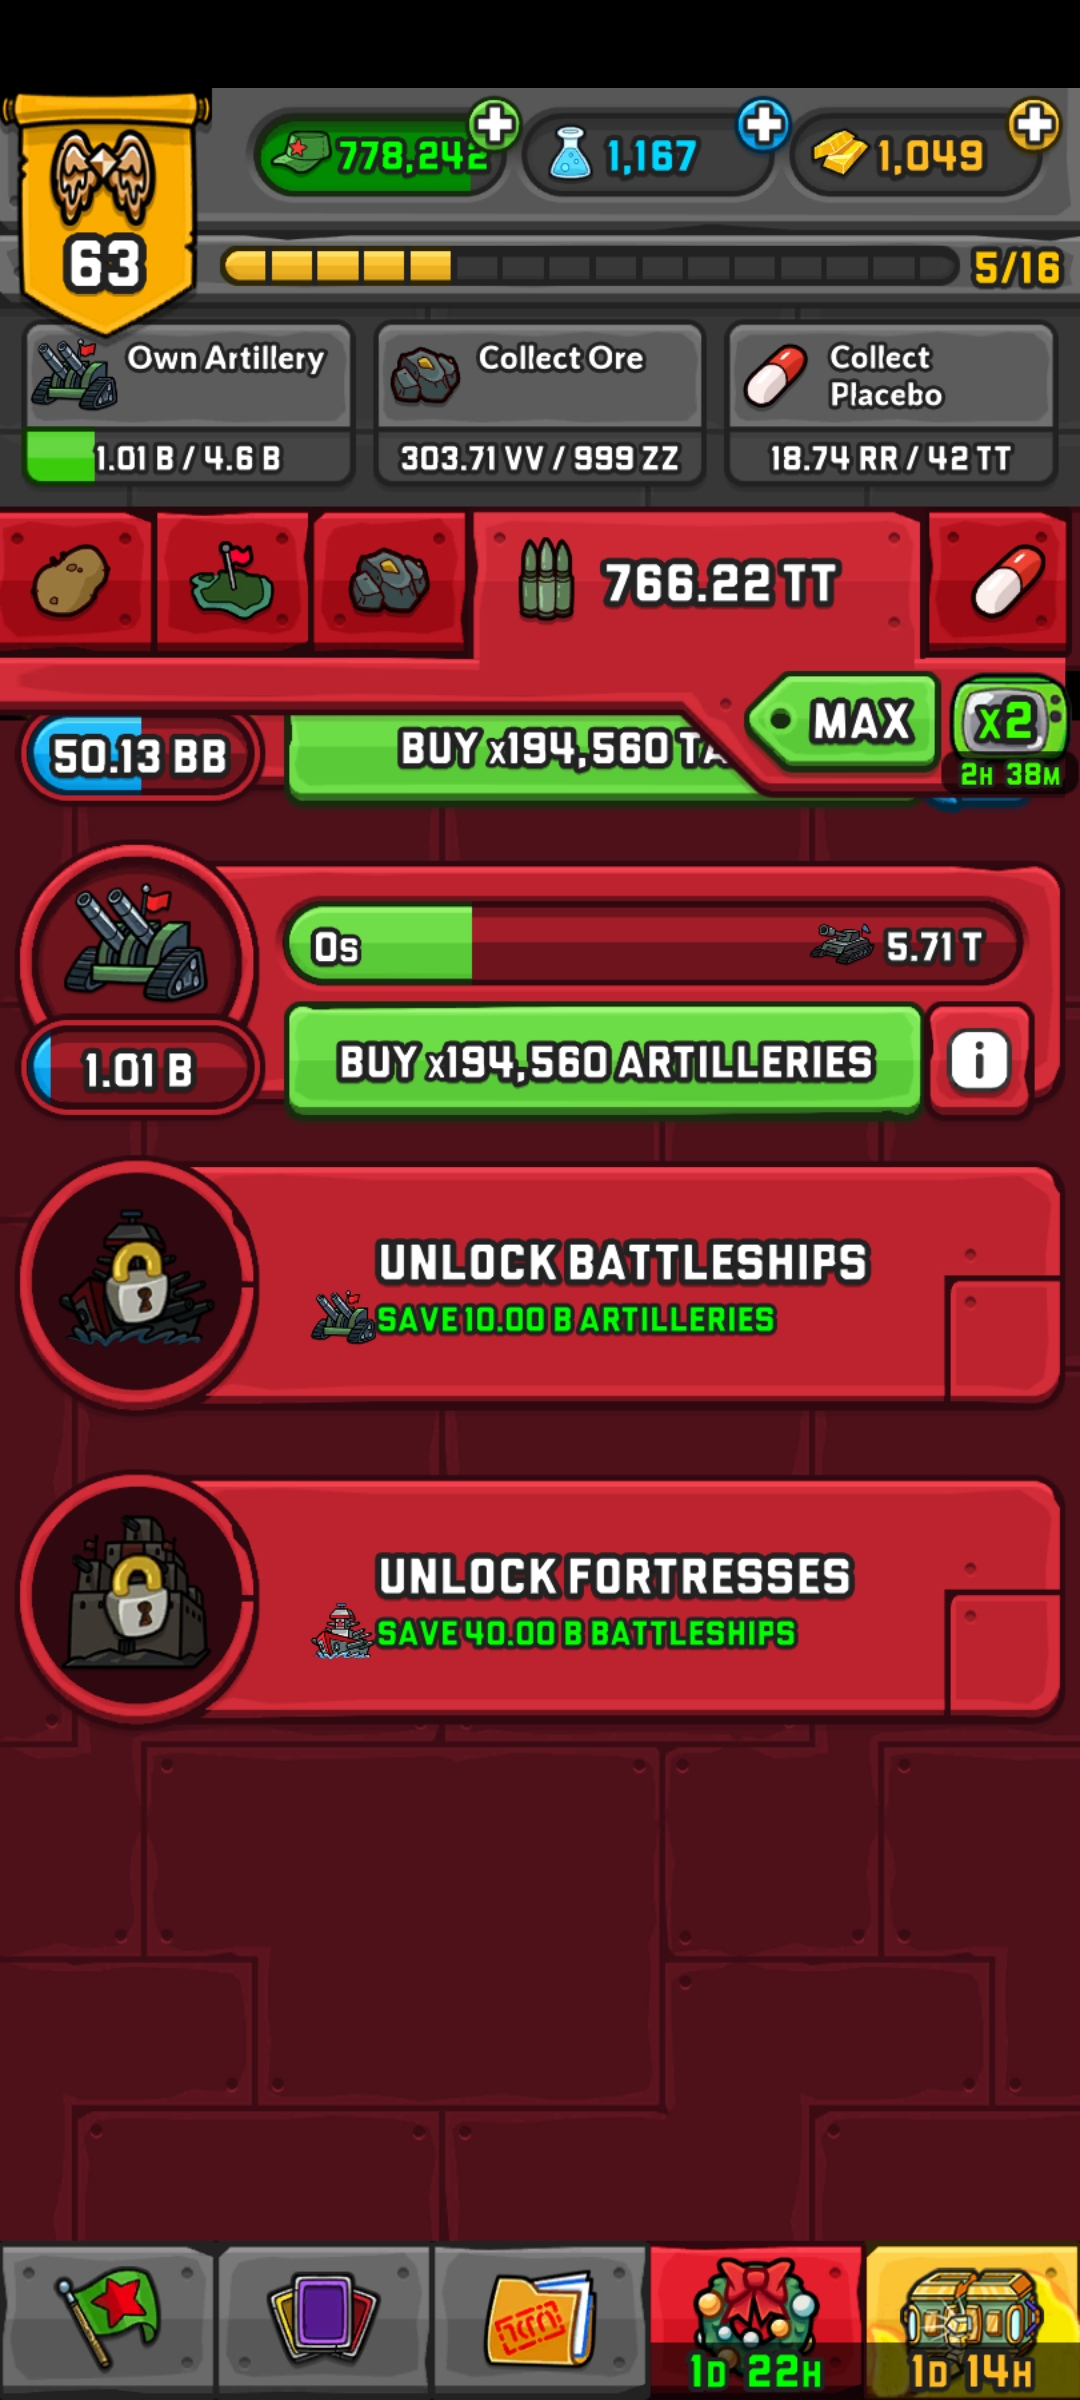 778,242
1,167
1,049
63
5/16
Own Artillery
1.01 B / 4.6 B
Collect Ore
303.71 VV / 999 ZZ
Collect
Placebo
18.74 RR / 42 TT
766.22 TT
MAX
x2
2H 38M
50.13 BB
BUY x194,560 TA
0s
5.71 T
1.01 B
BUY x194,560 ARTILLERIES
i
UNLOCK BATTLESHIPS
SAVE 10.00 B ARTILLERIES
UNLOCK FORTRESSES
SAVE 40.00 B BATTLESHIPS
1D 22H
1D 14H